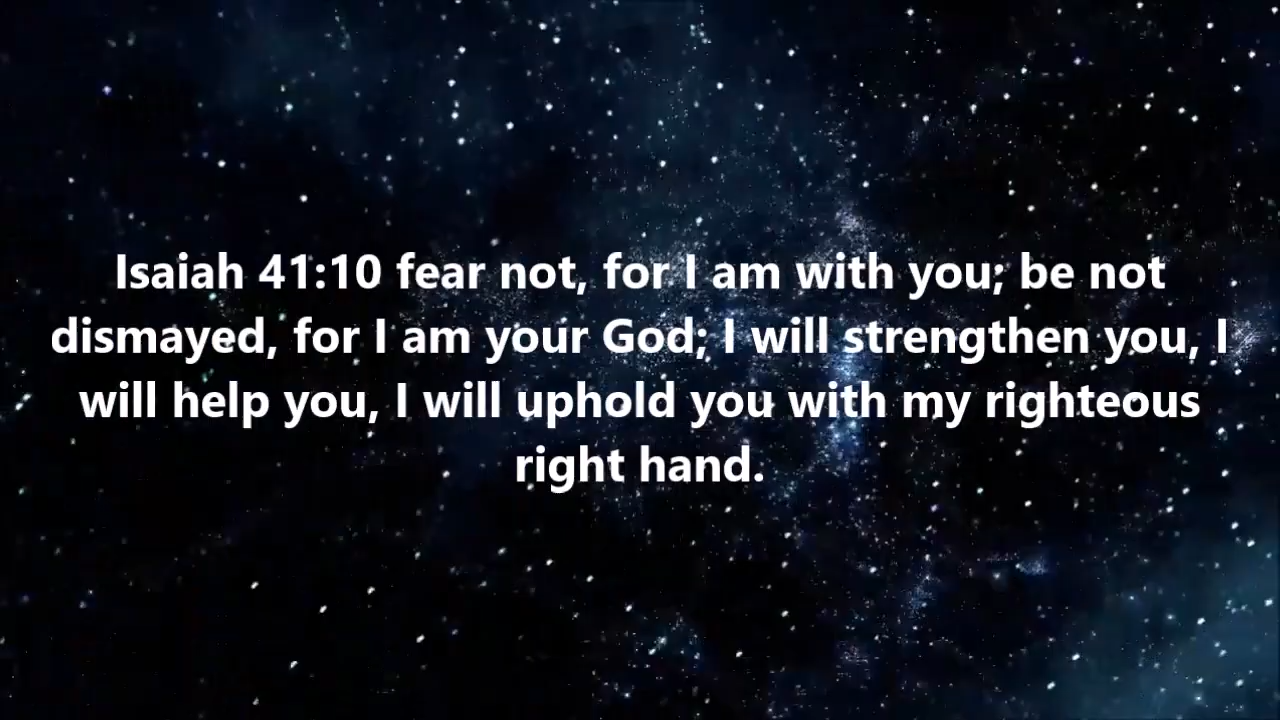 Isaiah 41:10 fear not, for I am with you; be not
dismayed, for I am your God; I will strengthen you, I
will help you, I will uphold you with my righteous
right hand.